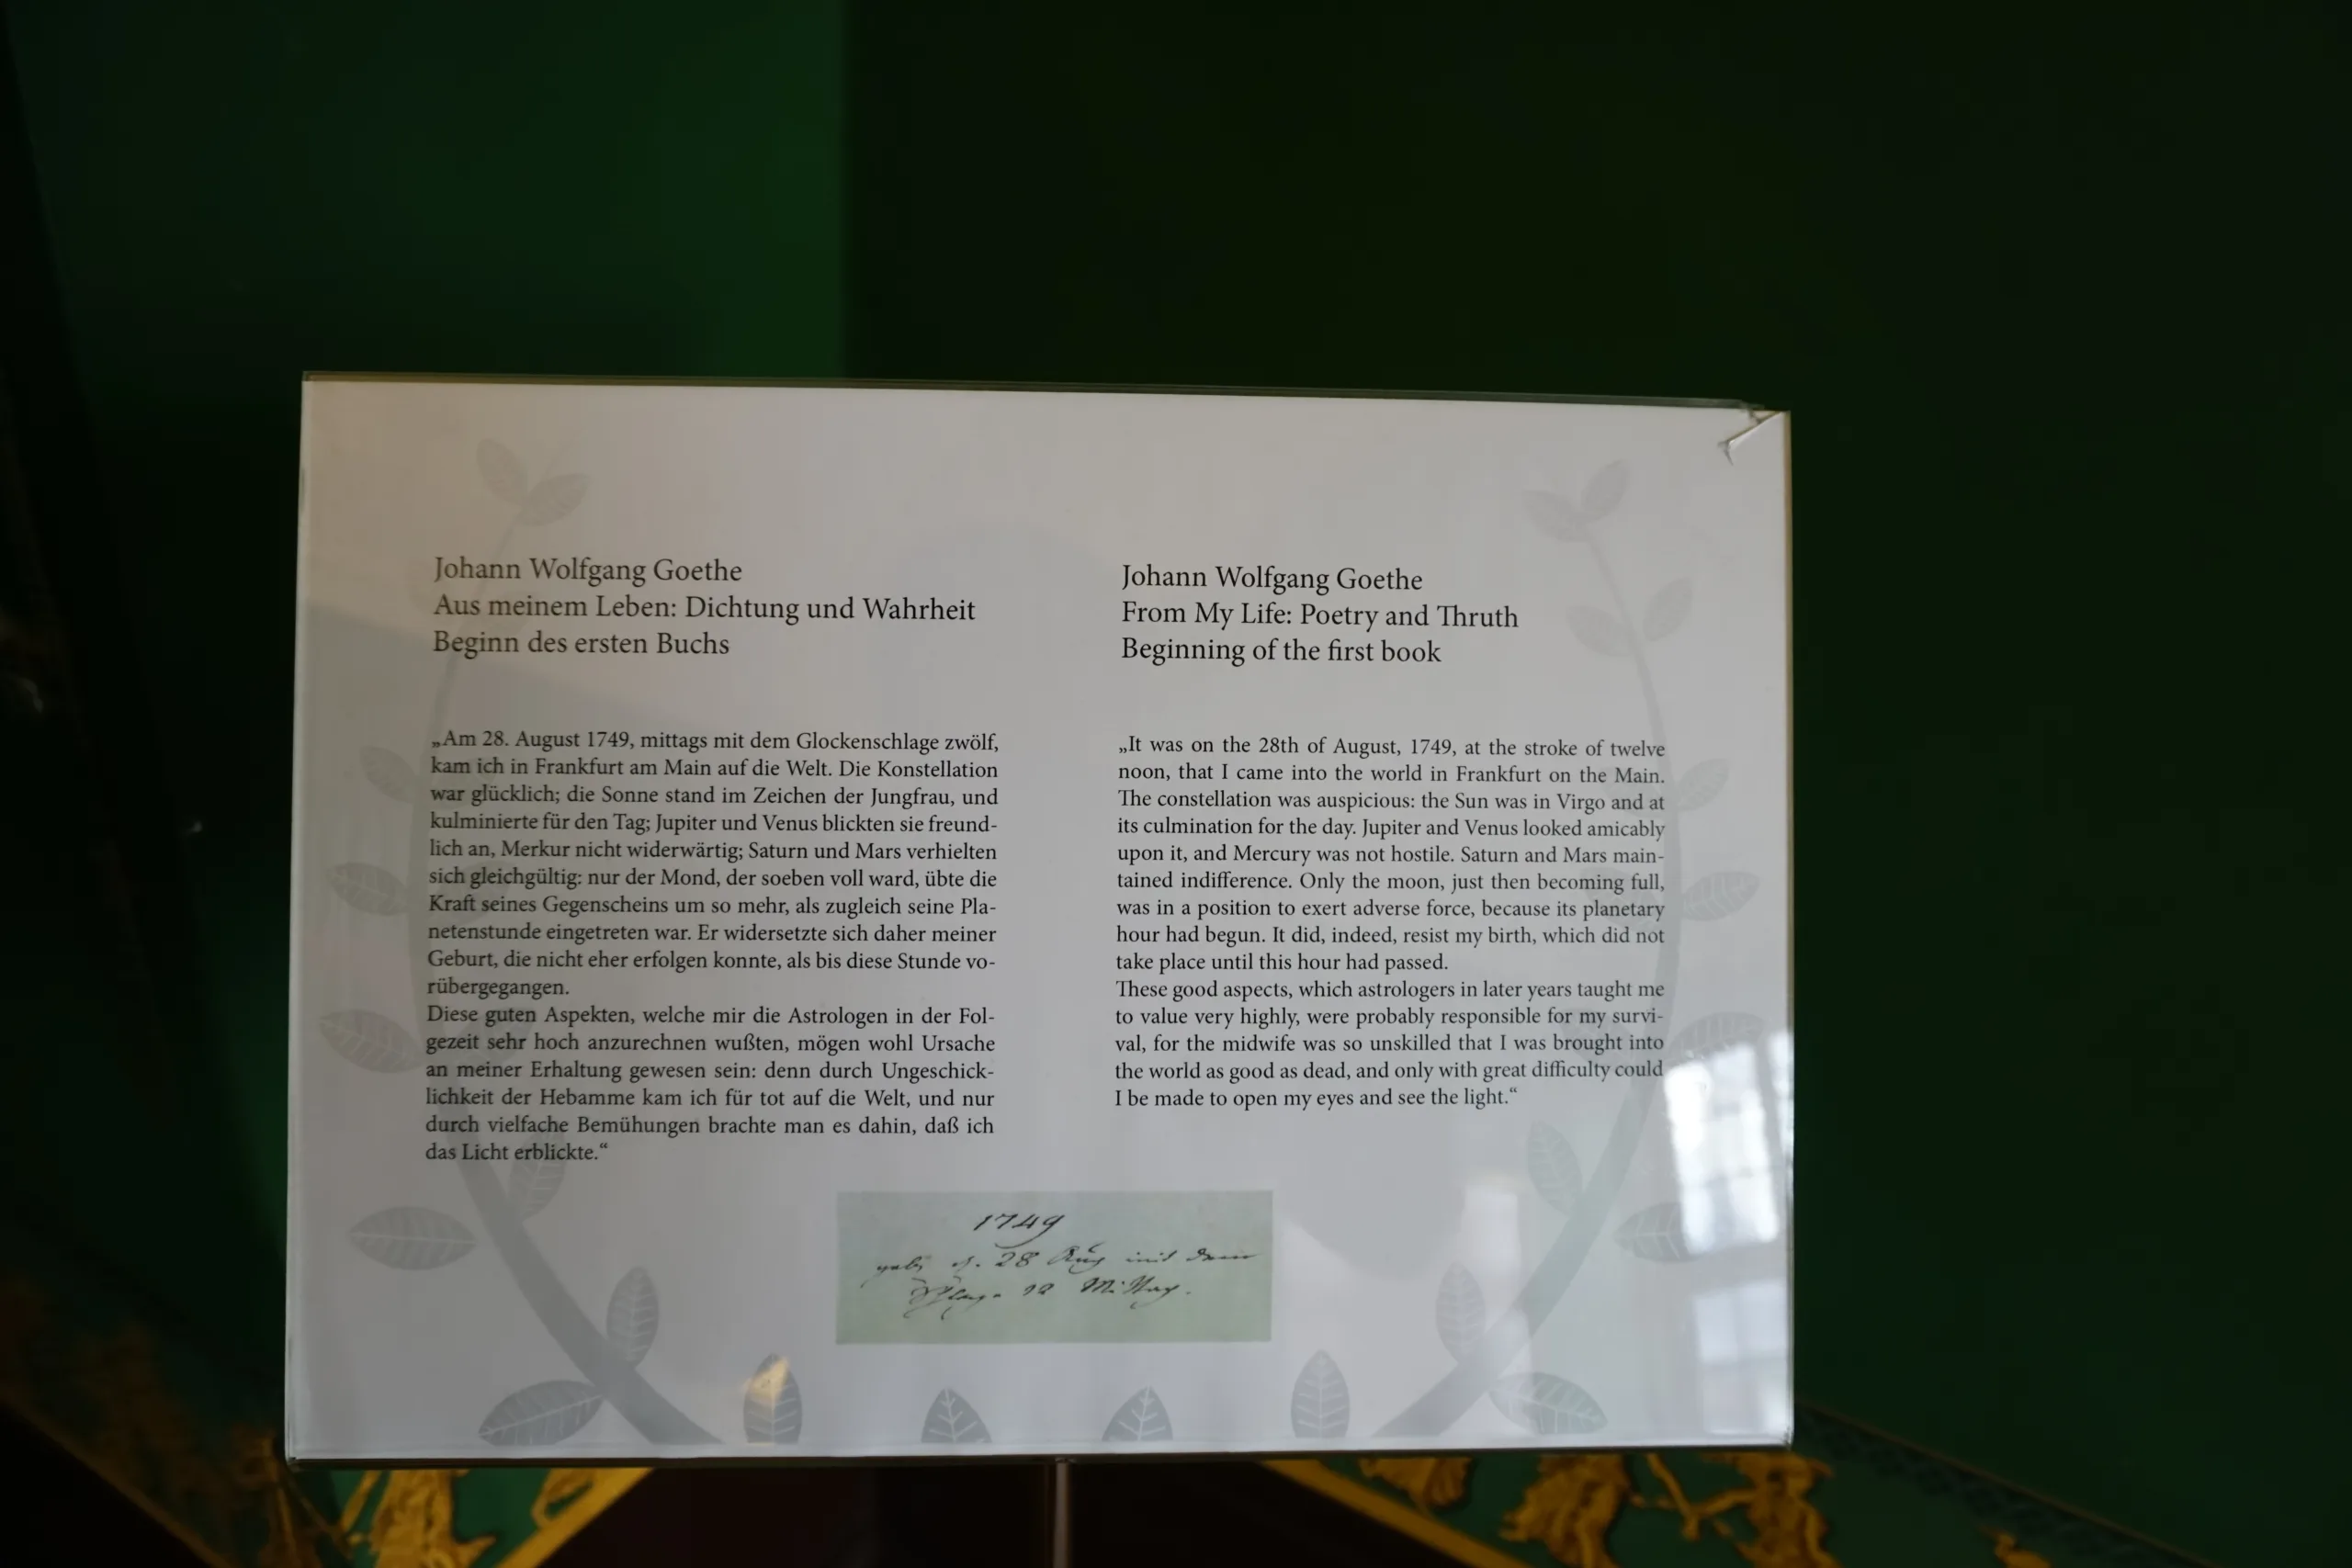 Johann Wolfgang Goethe
Aus meinem Leben: Dichtung und Wahrheit
Beginn des ersten Buchs
„Am 28. August 1749, mittags mit dem Glockenschlage zwölf,
kam ich in Frankfurt am Main auf die Welt. Die Konstellation
war glücklich; die Sonne stand im Zeichen der Jungfrau, und
kulminierte für den Tag; Jupiter und Venus blickten sie freund-
lich an, Merkur nicht widerwärtig; Saturn und Mars verhielten
sich gleichgültig: nur der Mond, der soeben voll ward, übte die
Kraft seines Gegenscheins um so mehr, als zugleich seine Pla-
netenstunde eingetreten war. Er widersetzte sich daher meiner
Geburt, die nicht eher erfolgen konnte, als bis diese Stunde vo-
rübergegangen.
Diese guten Aspekten, welche mir die Astrologen in der Fol-
gezeit sehr hoch anzurechnen wußten, mögen wohl Ursache
an meiner Erhaltung gewesen sein: denn durch Ungeschick-
lichkeit der Hebamme kam ich für tot auf die Welt, und nur
durch vielfache Bemühungen brachte man es dahin, daß ich
das Licht erblickte.“
Johann Wolfgang Goethe
From My Life: Poetry and Thruth
Beginning of the first book
„It was on the 28th of August, 1749, at the stroke of twelve
noon, that I came into the world in Frankfurt on the Main.
The constellation was auspicious: the Sun was in Virgo and at
its culmination for the day. Jupiter and Venus looked amicably
upon it, and Mercury was not hostile. Saturn and Mars main-
tained indifference. Only the moon, just then becoming full,
was in a position to exert adverse force, because its planetary
hour had begun. It did, indeed, resist my birth, which did not
take place until this hour had passed.
These good aspects, which astrologers in later years taught me
to value very highly, were probably responsible for my survi-
val, for the midwife was so unskilled that I was brought into
the world as good as dead, and only with great difficulty could
I be made to open my eyes and see the light.“
1749
28 Aug mit dem
12 Mittag.